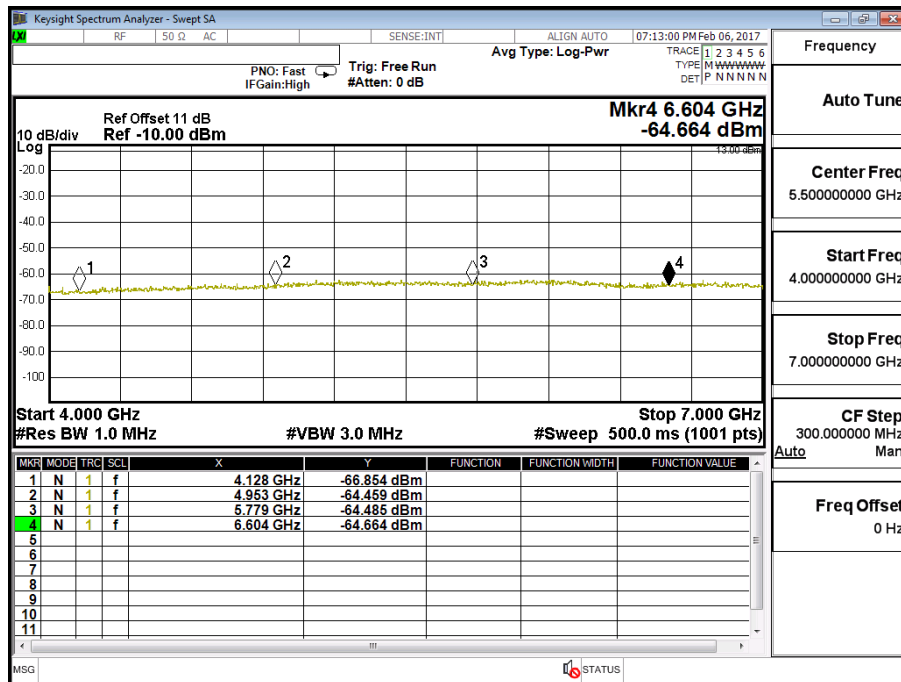 Keysight Spectrum Analyzer - Swept SA
LXI RF 50 Ω AC SENSE:INT ALIGN AUTO 07:13:00 PM Feb 06, 2017
Avg Type: Log-Pwr TRACE 1 2 3 4 5 6
PNO: Fast Trig: Free Run TYPE M WWWWW
IFGain:High #Atten: 0 dB DET P N N N N N
Ref Offset 11 dB Mkr4 6.604 GHz
10 dB/div Ref -10.00 dBm -64.664 dBm
Log
13.00 dBm
-20.0
-30.0
-40.0
-50.0
-60.0
-70.0
-80.0
-90.0
-100
1 2 3 4
Start 4.000 GHz Stop 7.000 GHz
#Res BW 1.0 MHz #VBW 3.0 MHz #Sweep 500.0 ms (1001 pts)
MKR MODE TRC SCL X Y FUNCTION FUNCTION WIDTH FUNCTION VALUE
1 N 1 f 4.128 GHz -66.854 dBm
2 N 1 f 4.953 GHz -64.459 dBm
3 N 1 f 5.779 GHz -64.485 dBm
4 N 1 f 6.604 GHz -64.664 dBm
5
6
7
8
9
10
11
MSG STATUS
Frequency
Auto Tune
Center Freq
5.500000000 GHz
Start Freq
4.000000000 GHz
Stop Freq
7.000000000 GHz
CF Step
300.000000 MHz
Auto Man
Freq Offset
0 Hz